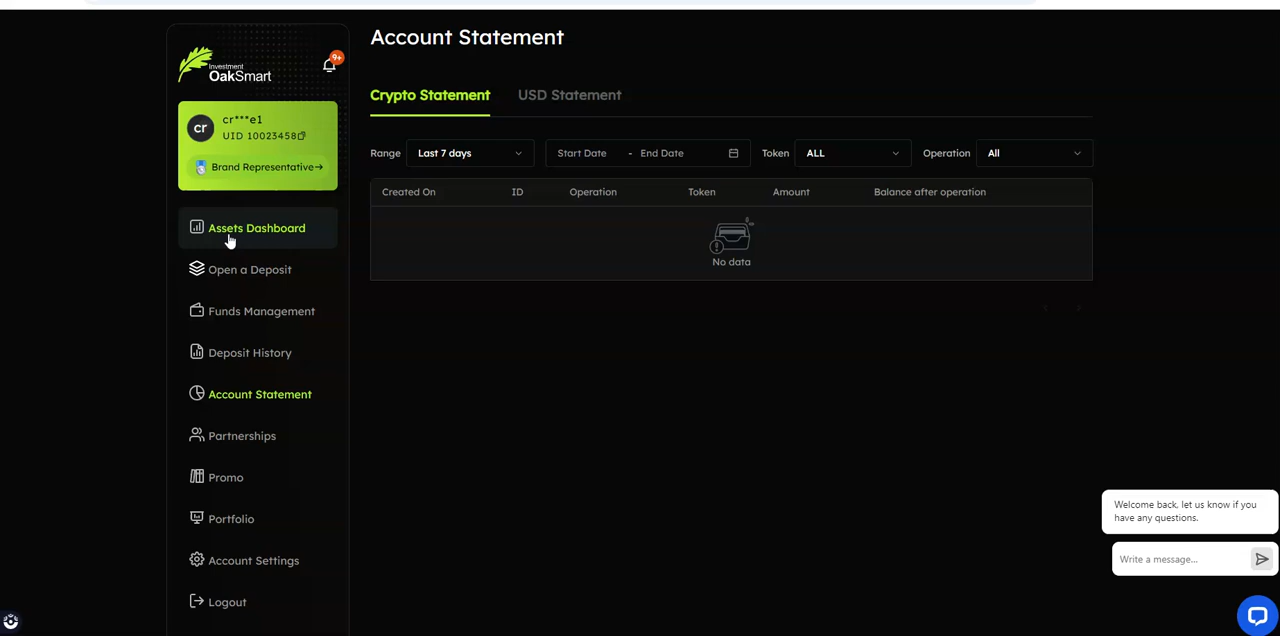 Account Statement
Investment
OakSmart
9+
Crypto Statement USD Statement
cr cr***e1
UID 10023458
Brand Representative→
Range Last 7 days Start Date - End Date Token ALL Operation All
Created On ID Operation Token Amount Balance after operation
No data
Assets Dashboard
Open a Deposit
Funds Management
Deposit History
Account Statement
Partnerships
Promo
Portfolio
Account Settings
Logout
Welcome back, let us know if you
have any questions.
Write a message...